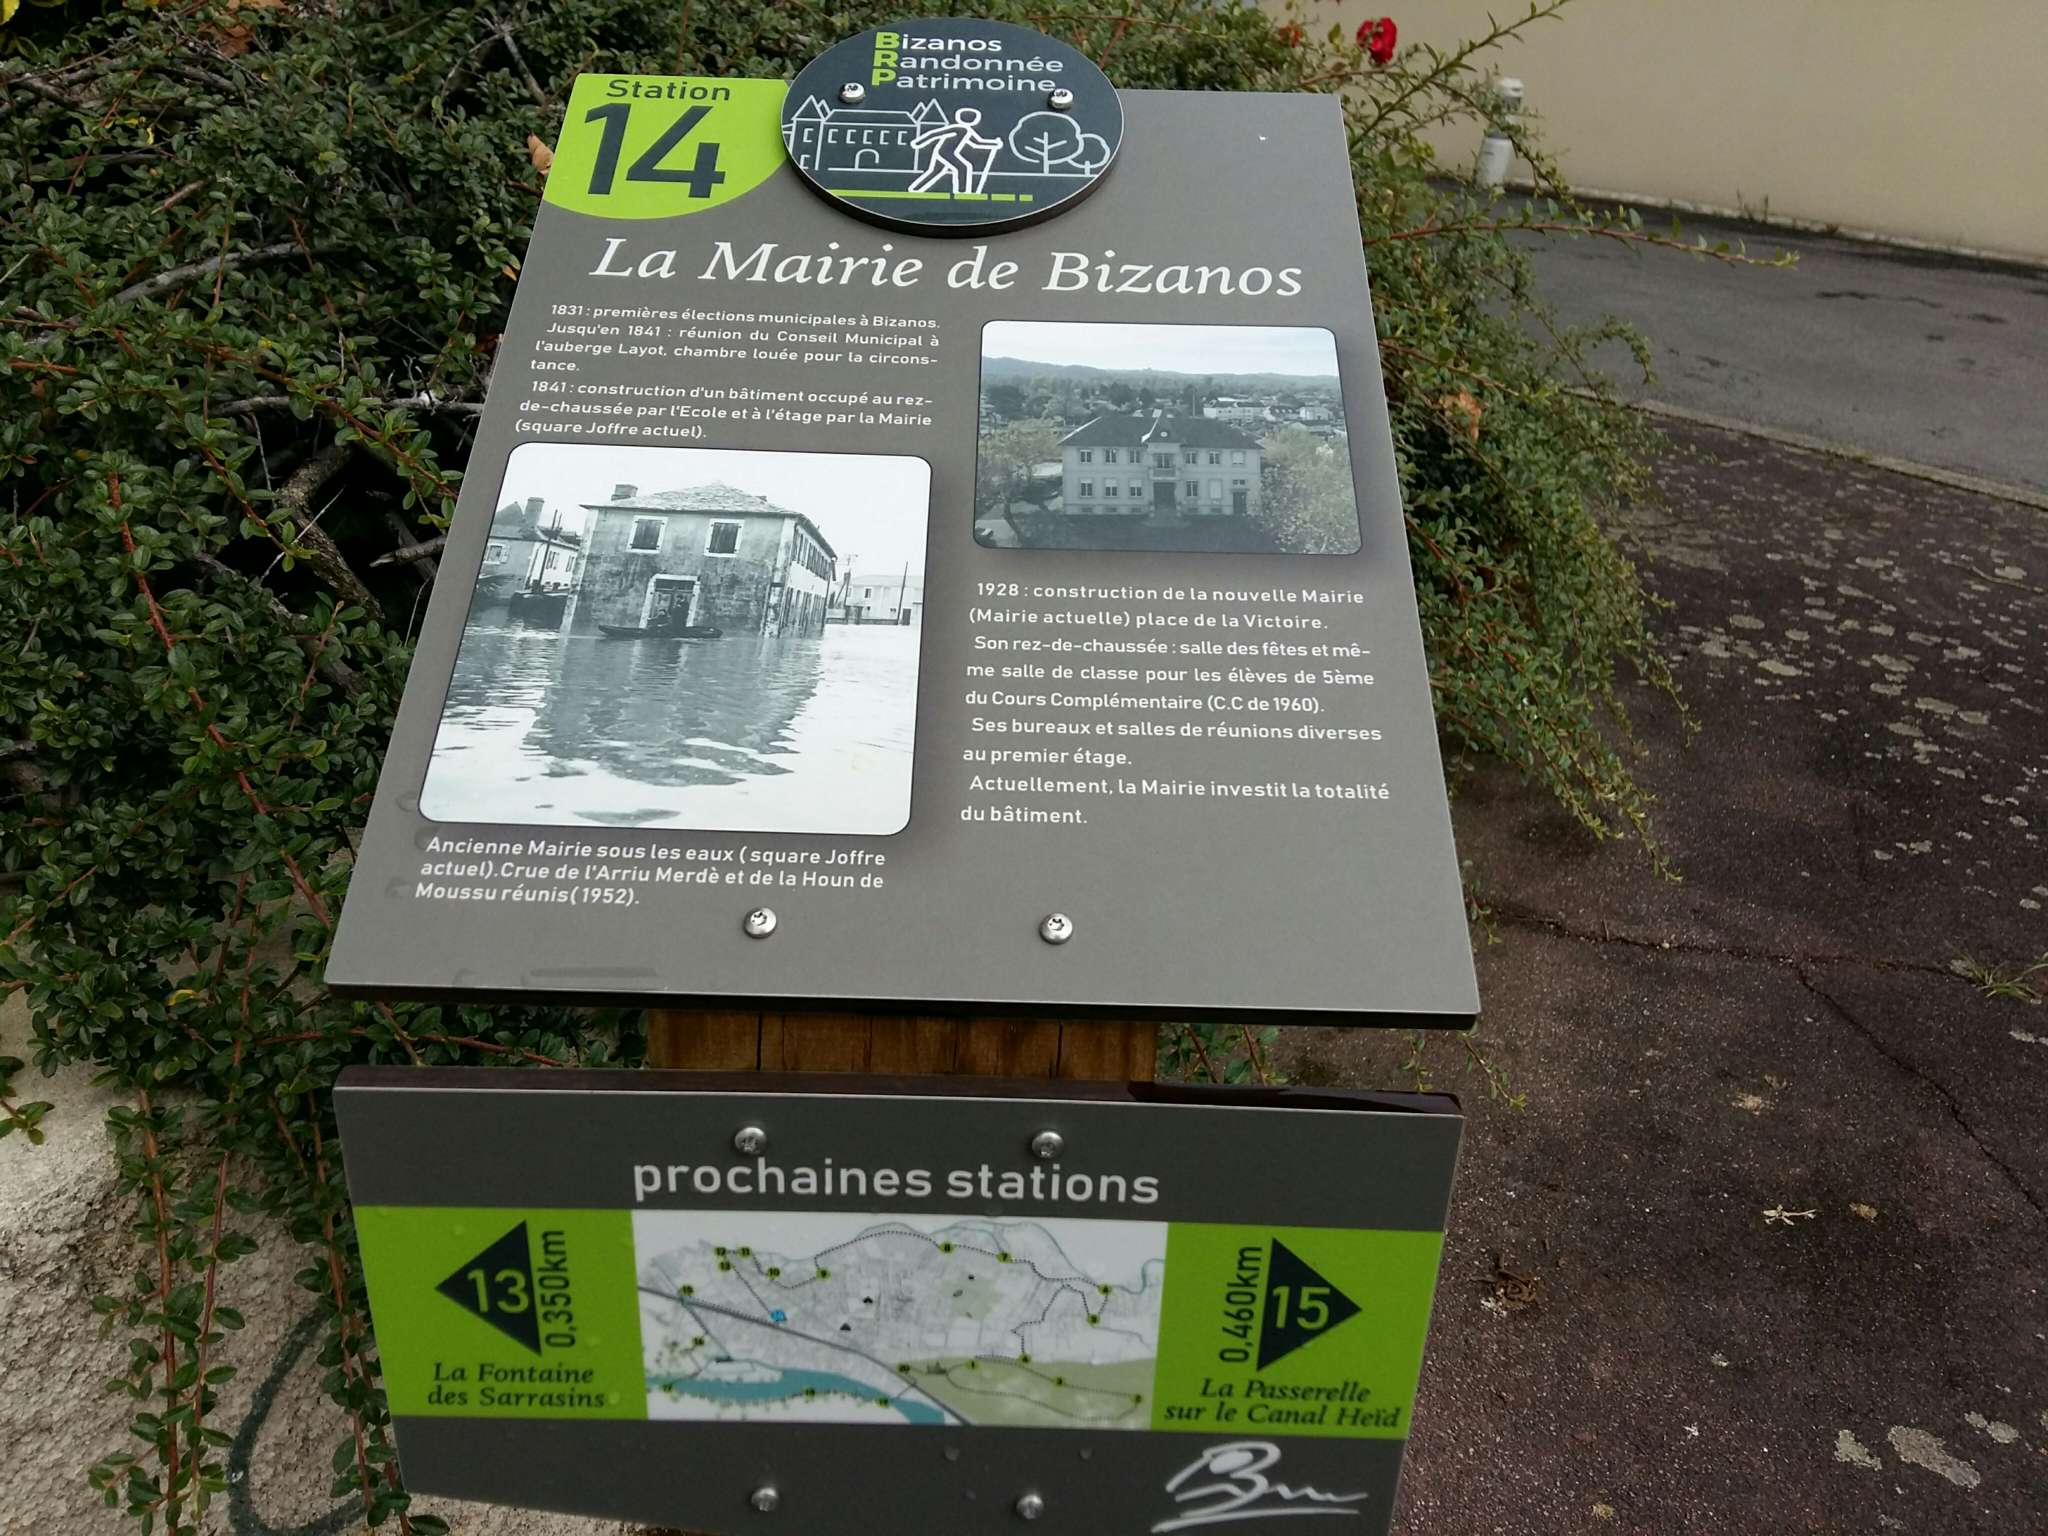 Bizanos
Randonnée
Patrimoine
Station
14
La Mairie de Bizanos
1831 : premières élections municipales à Bizanos.
Jusqu'en 1841 : réunion du Conseil Municipal à
l'auberge Layot, chambre louée pour la circons-
tance.
1841 : construction d'un bâtiment occupé au rez-
de-chaussée par l'Ecole et à l'étage par la Mairie
(square Joffre actuel).
Ancienne Mairie sous les eaux ( square Joffre
actuel).Crue de l'Arriu Merdè et de la Houn de
Moussu réunis( 1952).
1928 : construction de la nouvelle Mairie
(Mairie actuelle) place de la Victoire.
Son rez-de-chaussée : salle des fêtes et mê-
me salle de classe pour les élèves de 5ème
du Cours Complémentaire (C.C de 1960).
Ses bureaux et salles de réunions diverses
au premier étage.
Actuellement, la Mairie investit la totalité
du bâtiment.
prochaines stations
13
0,350km
La Fontaine
des Sarrasins
12
11
13
10
9
8
7
15
0,460km
La Passerelle
sur le Canal Heïd